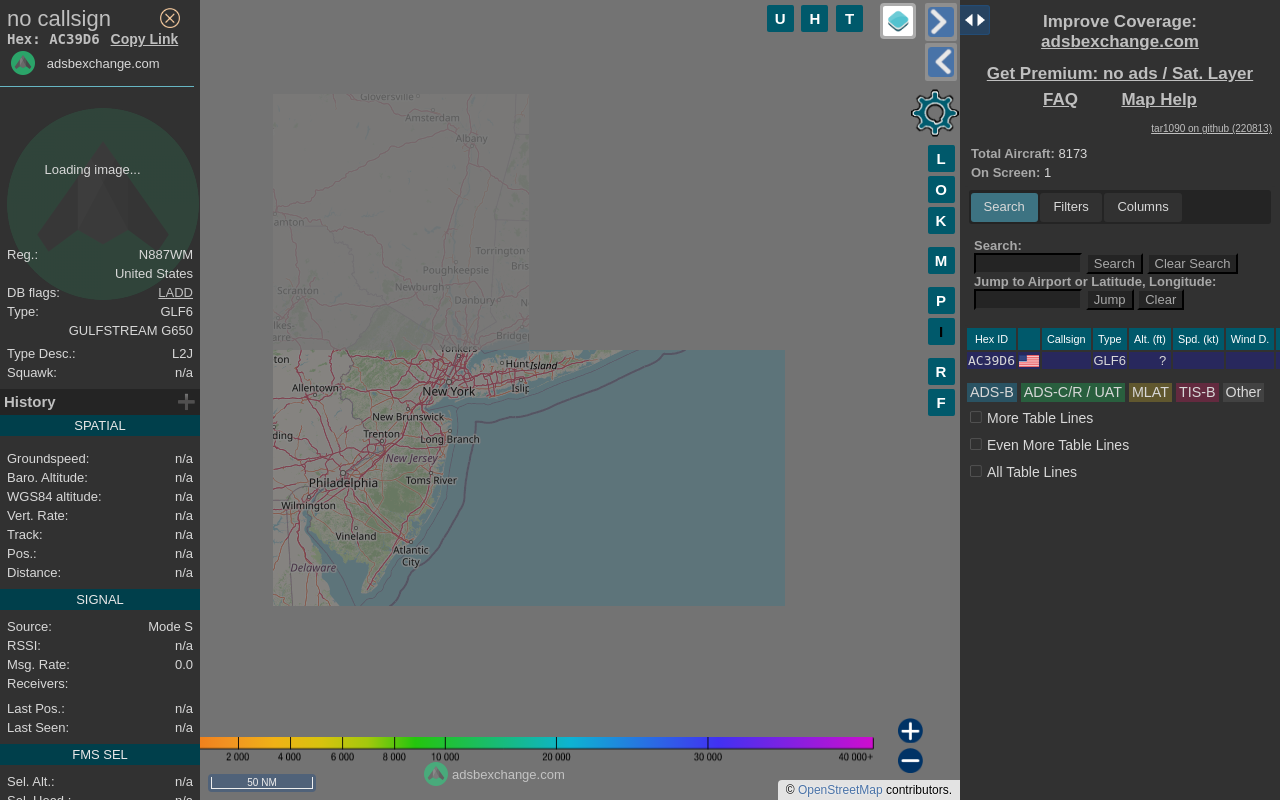 no callsign
Hex: AC39D6 Copy Link
adsbexchange.com
Loading image...
Reg.: N887WM
United States
DB flags: LADD
Type: GLF6
GULFSTREAM G650
Type Desc.: L2J
Squawk: n/a
History
SPATIAL
Groundspeed: n/a
Baro. Altitude: n/a
WGS84 altitude: n/a
Vert. Rate: n/a
Track: n/a
Pos.: n/a
Distance: n/a
SIGNAL
Source: Mode S
RSSI: n/a
Msg. Rate: 0.0
Receivers:
Last Pos.: n/a
Last Seen: n/a
FMS SEL
Sel. Alt.: n/a
Sel. Head.: n/a
U H T
L
O
K
M
P
I
R
F
Gloversville
Amsterdam
Albany
Torrington
Poughkeepsie
Newburgh
Scranton
Danbury
Yonkers
Island
Allentown
New York
Islip
New Brunswick
Trenton
Long Branch
New Jersey
Philadelphia
Toms River
Wilmington
Vineland
Atlantic
City
Delaware
2 000 4 000 6 000 8 000 10 000 20 000 30 000 40 000+
50 NM
adsbexchange.com
© OpenStreetMap contributors.
Improve Coverage:
adsbexchange.com
Get Premium: no ads / Sat. Layer
FAQ Map Help
tar1090 on github (220813)
Total Aircraft: 8173
On Screen: 1
Search Filters Columns
Search:
Search Clear Search
Jump to Airport or Latitude, Longitude:
Jump Clear
Hex ID Callsign Type Alt. (ft) Spd. (kt) Wind D.
AC39D6 GLF6 ?
ADS-B ADS-C/R / UAT MLAT TIS-B Other
More Table Lines
Even More Table Lines
All Table Lines